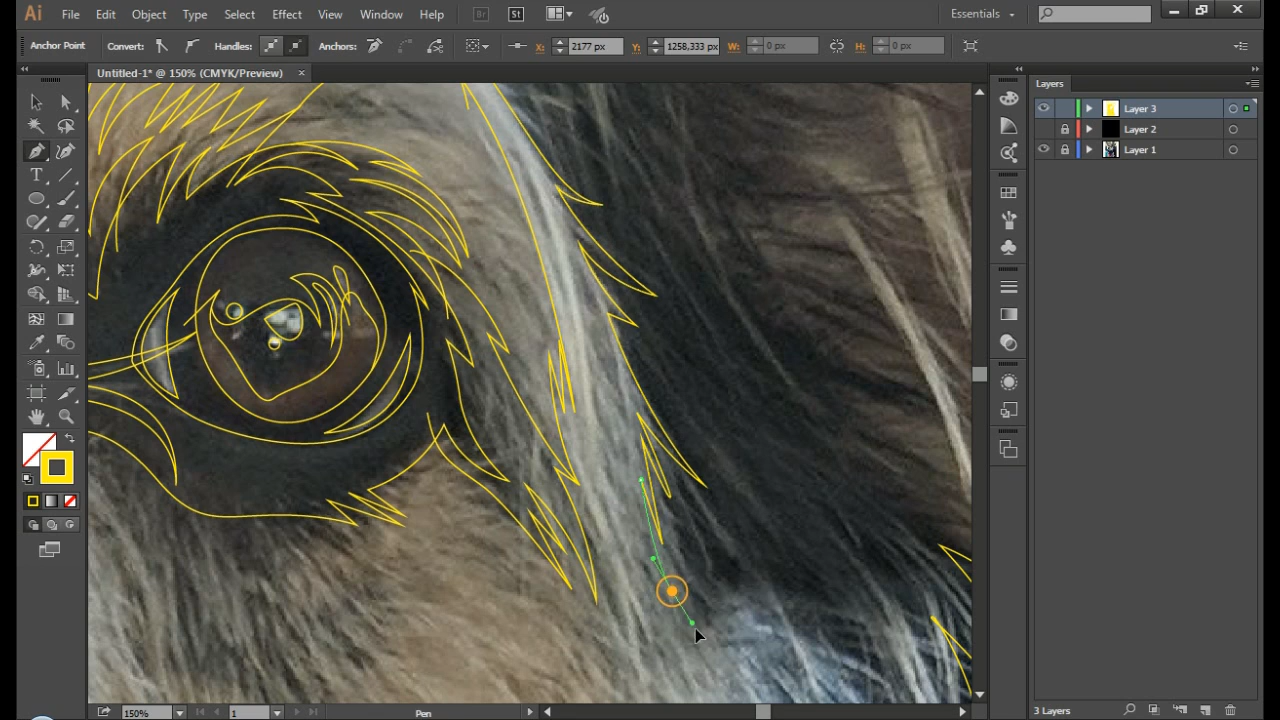 Ai File Edit Object Type Select Effect View Window Help Br St Essentials
Anchor Point Convert: Handles: Anchors: X: 2177 px Y: 1258,333 px W: 0 px H: 0 px
Untitled-1* @ 150% (CMYK/Preview) ×
Layers
Layer 3
Layer 2
Layer 1
150% 1 Pen
3 Layers